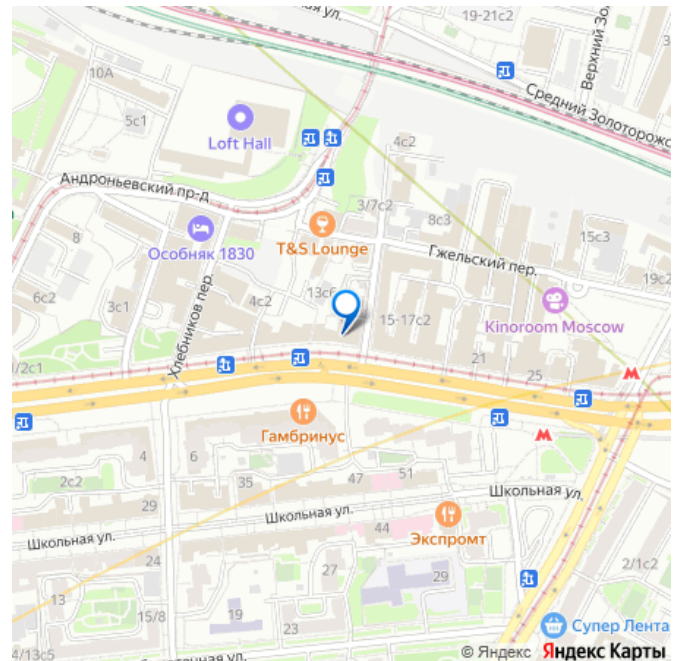 Школьная ул.
19-21с2
Верхний Зол
Средний Золоторожс
10А
5с1
Loft Hall
4с2
Андроньевский пр-д
3/7с2
8с3
15с3
T&S Lounge
Особняк 1830
Гжельский пер.
19с2
8
13с6
6с2
3с1
4с2
Хлебников пер.
15-17с2
Kinoroom Moscow
21
25
1/2с1
Гамбринус
4
6
35
47
51
2с2
29
Школьная ул.
44
Экспромт
Школьная ул.
24
27
29
2/1с2
13
15/8
19
23
Супер Лента
4/13с5
© Яндекс Яндекс Карты